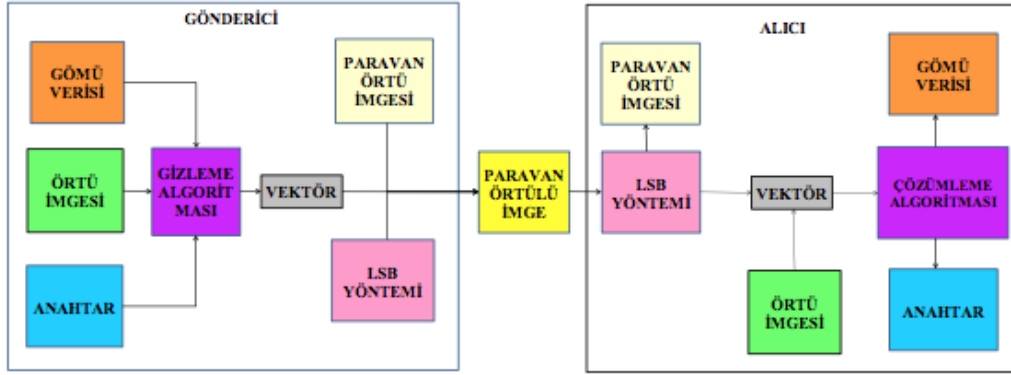 GÖNDERİCİ
GÖMÜ
VERİSİ
ÖRTÜ
İMGESİ
ANAHTAR
GİZLEME
ALGORİT
MASI
VEKTÖR
PARAVAN
ÖRTÜ
İMGESİ
LSB
YÖNTEMİ
PARAVAN
ÖRTÜLÜ
İMGE
ALICI
PARAVAN
ÖRTÜ
İMGESİ
LSB
YÖNTEMİ
VEKTÖR
ÖRTÜ
İMGESİ
GÖMÜ
VERİSİ
ÇÖZÜMLEME
ALGORİTMASI
ANAHTAR